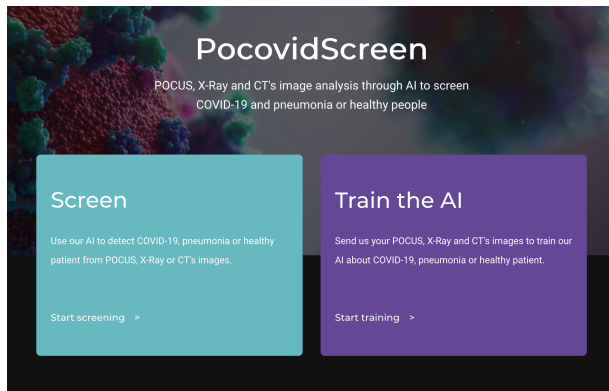 PocovidScreen
POCUS, X-Ray and CT's image analysis through AI to screen
COVID-19 and pneumonia or healthy people
Screen
Use our AI to detect COVID-19, pneumonia or healthy
patient from POCUS, X-Ray or CT's images.
Start screening >
Train the AI
Send us your POCUS, X-Ray and CT's images to train our
AI about COVID-19, pneumonia or healthy patient.
Start training >